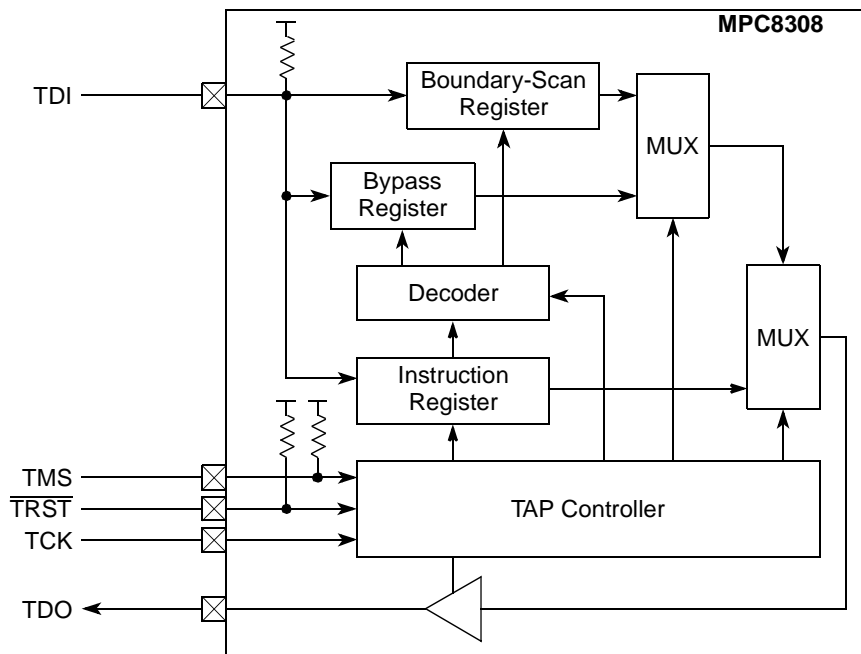 MPC8308
TDI
Boundary-Scan
Register
MUX
Bypass
Register
Decoder
MUX
Instruction
Register
TMS
TRST
TAP Controller
TCK
TDO